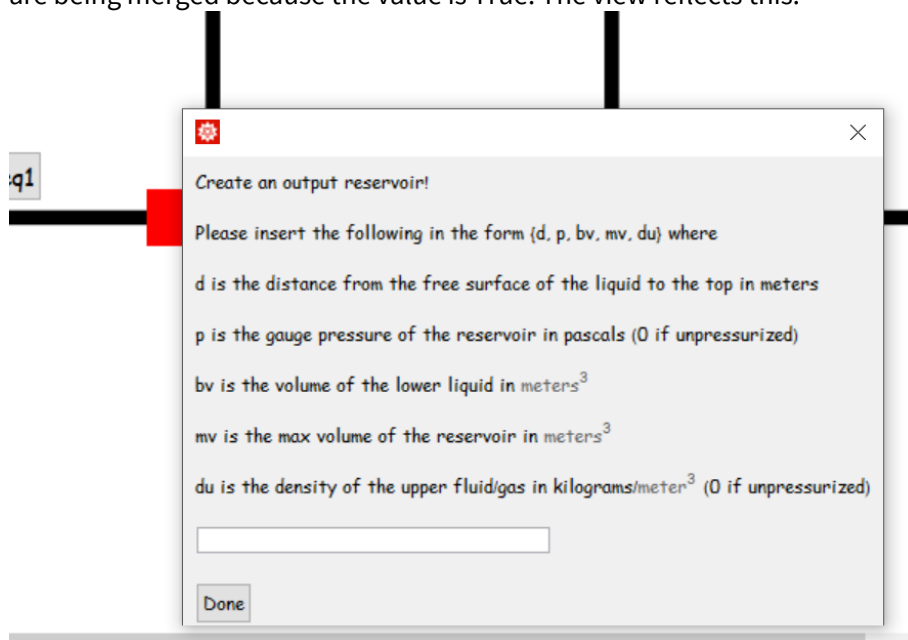 are being merged because the value is True. The view reflects this.
q1
Create an output reservoir!
Please insert the following in the form {d, p, bv, mv, du} where
d is the distance from the free surface of the liquid to the top in meters
p is the gauge pressure of the reservoir in pascals (0 if unpressurized)
bv is the volume of the lower liquid in meters³
mv is the max volume of the reservoir in meters³
du is the density of the upper fluid/gas in kilograms/meter³ (0 if unpressurized)
Done